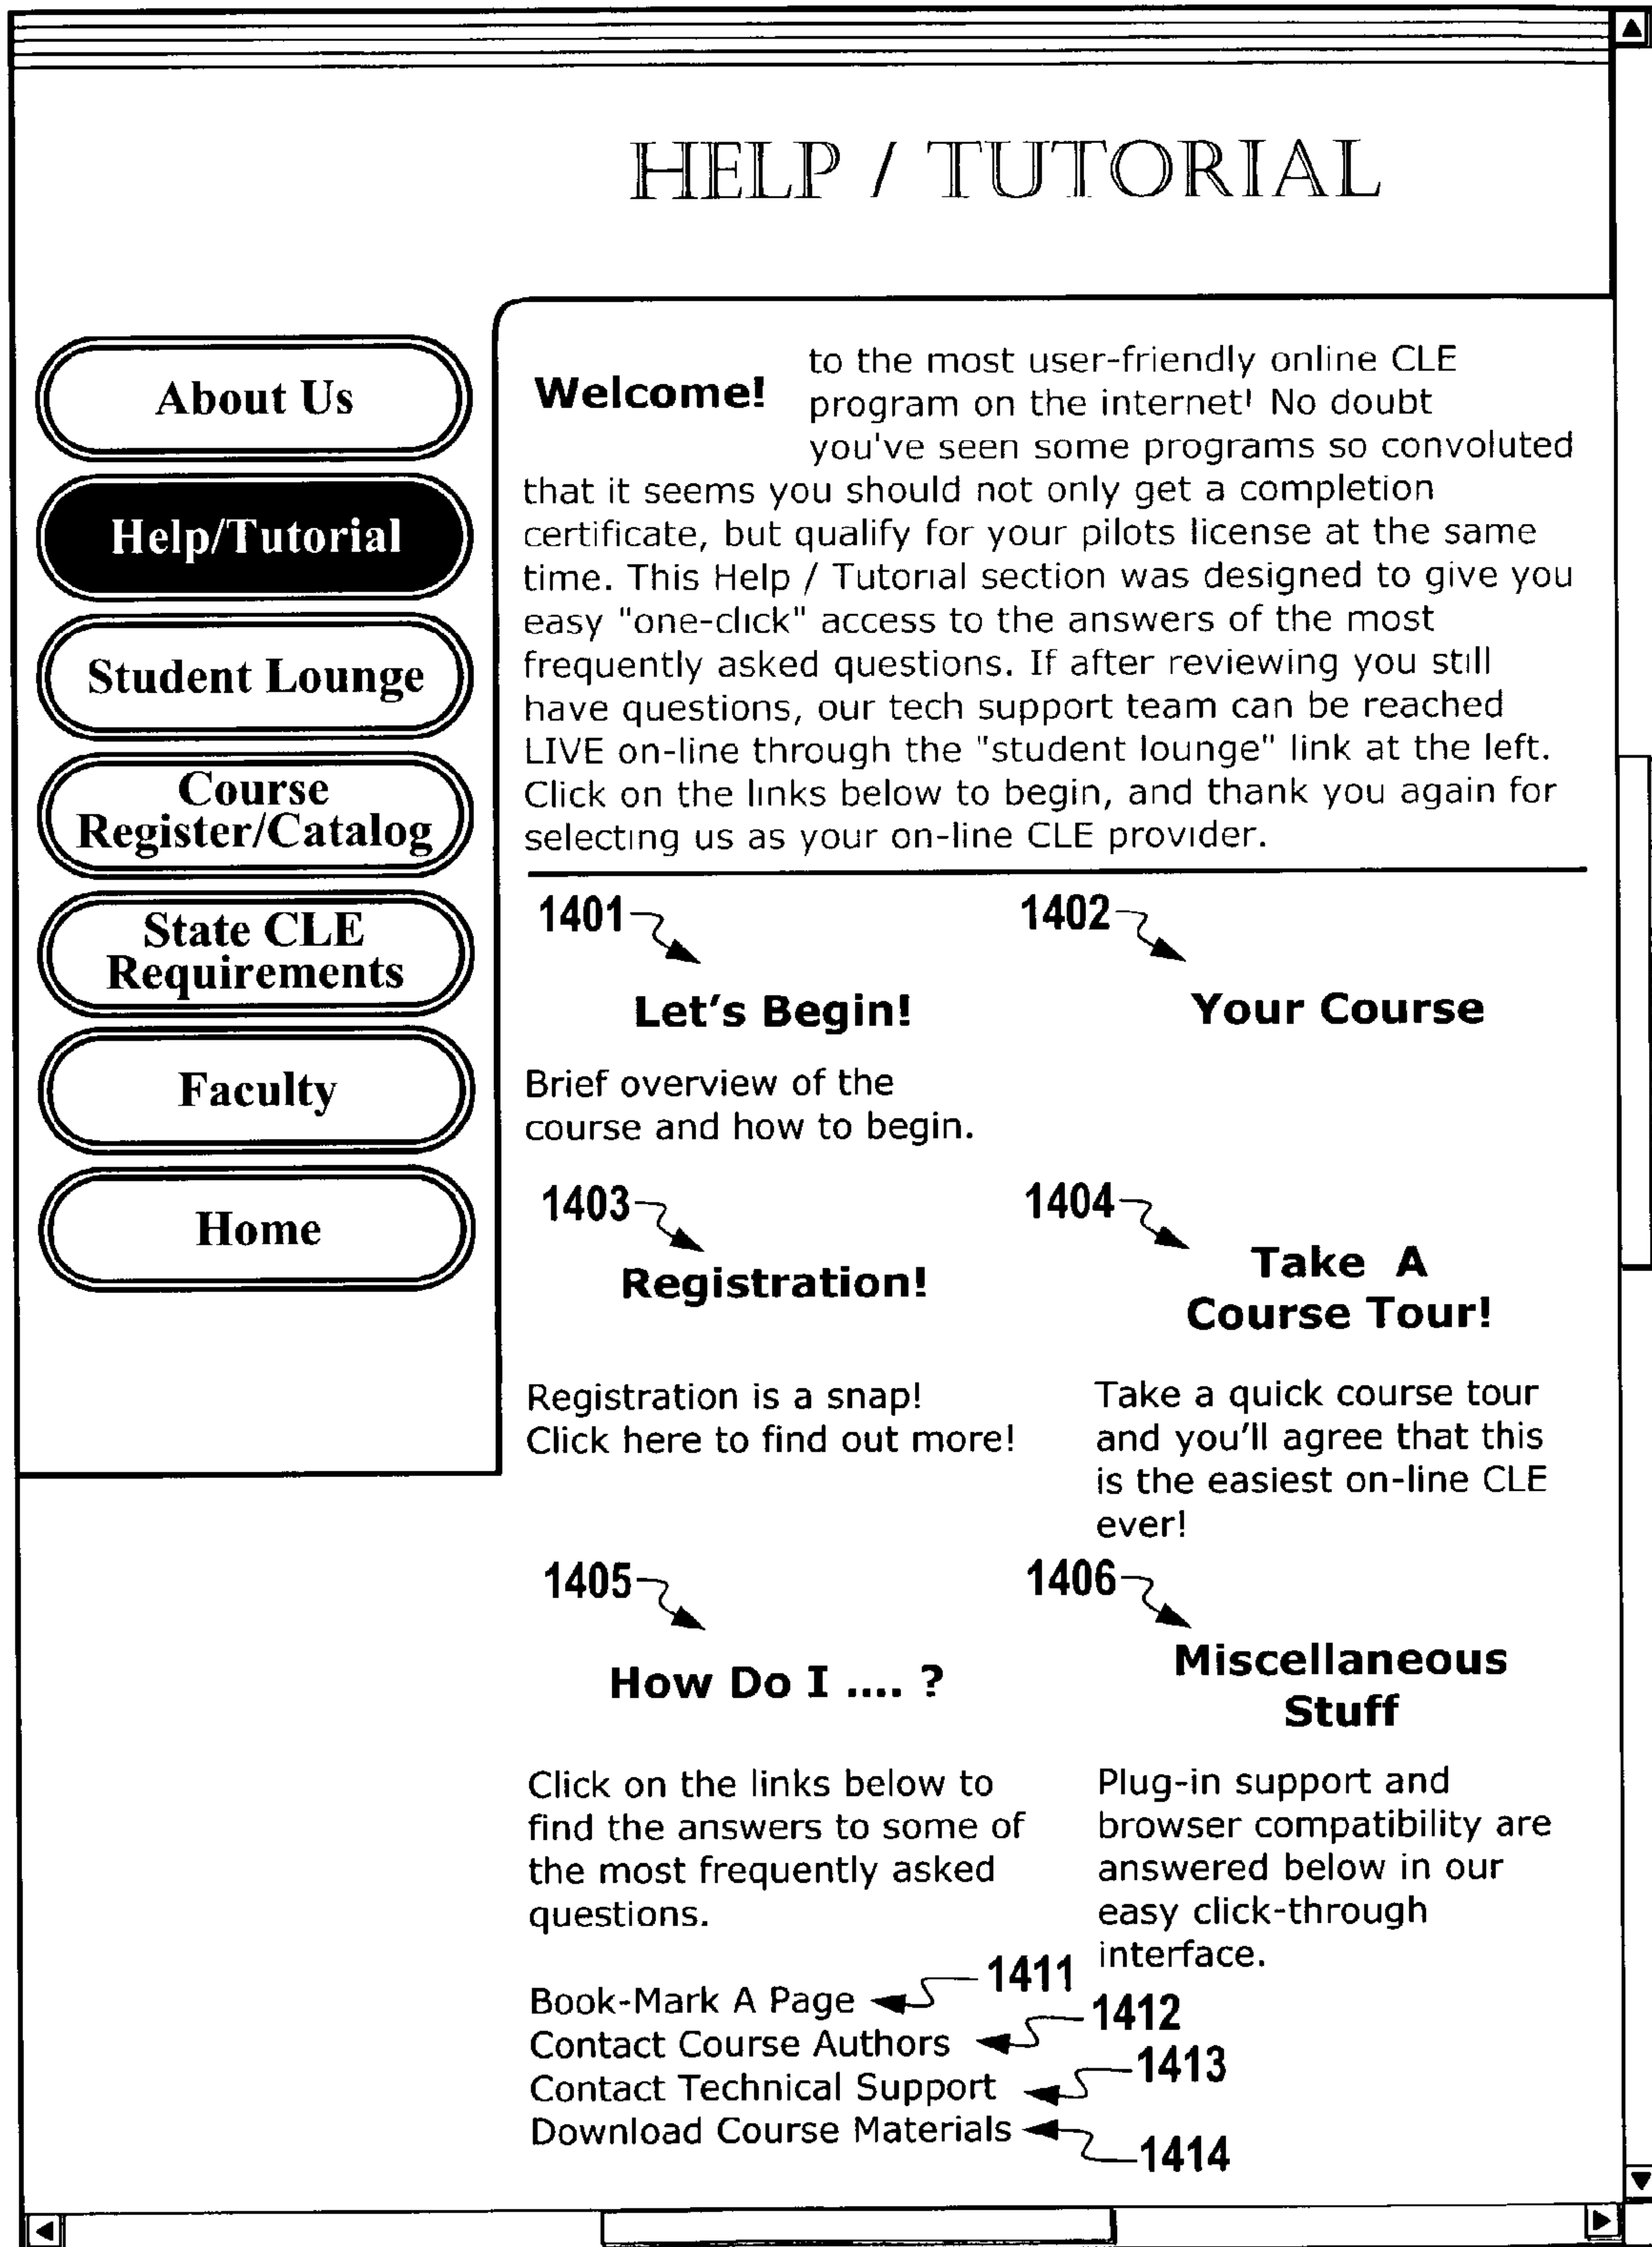 HELP / TUTORIAL
About Us
Help/Tutorial
Student Lounge
Course
Register/Catalog
State CLE
Requirements
Faculty
Home
Welcome!
to the most user-friendly online CLE
program on the internet! No doubt
you've seen some programs so convoluted
that it seems you should not only get a completion
certificate, but qualify for your pilots license at the same
time. This Help / Tutorial section was designed to give you
easy "one-click" access to the answers of the most
frequently asked questions. If after reviewing you still
have questions, our tech support team can be reached
LIVE on-line through the "student lounge" link at the left.
Click on the links below to begin, and thank you again for
selecting us as your on-line CLE provider.
1401
Let's Begin!
Brief overview of the
course and how to begin.
1402
Your Course
1403
Registration!
Registration is a snap!
Click here to find out more!
1404
Take A
Course Tour!
Take a quick course tour
and you'll agree that this
is the easiest on-line CLE
ever!
1405
How Do I .... ?
Click on the links below to
find the answers to some of
the most frequently asked
questions.
Book-Mark A Page 1411
Contact Course Authors 1412
Contact Technical Support 1413
Download Course Materials 1414
1406
Miscellaneous
Stuff
Plug-in support and
browser compatibility are
answered below in our
easy click-through
interface.